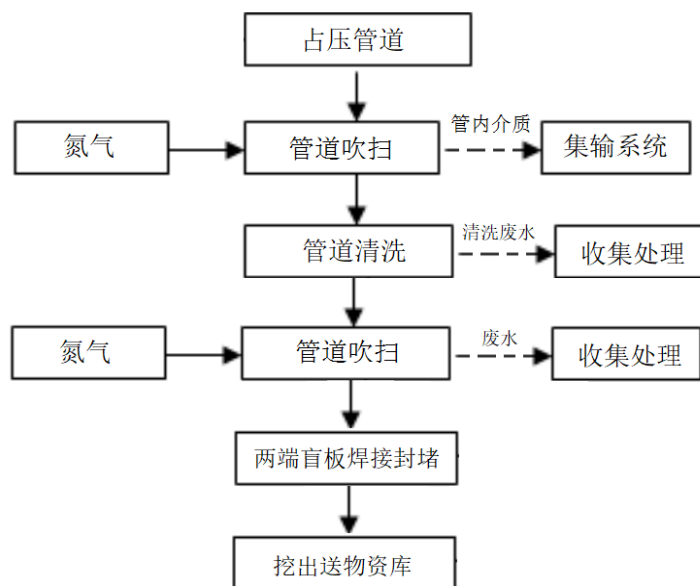 占压管道
氮气
管道吹扫
管内介质
集输系统
管道清洗
清洗废水
收集处理
氮气
管道吹扫
废水
收集处理
两端盲板焊接封堵
挖出送物资库